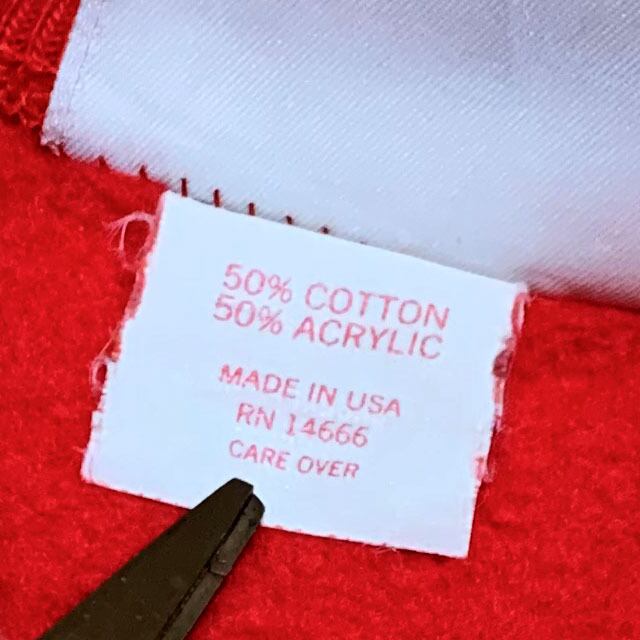 50% COTTON
50% ACRYLIC
MADE IN USA
RN 14666
CARE OVER